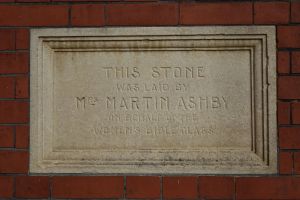 THIS STONE
WAS LAID BY
MRS MARTIN ASHBY
ON BEHALF OF THE
WOMEN'S BIBLE CLASS